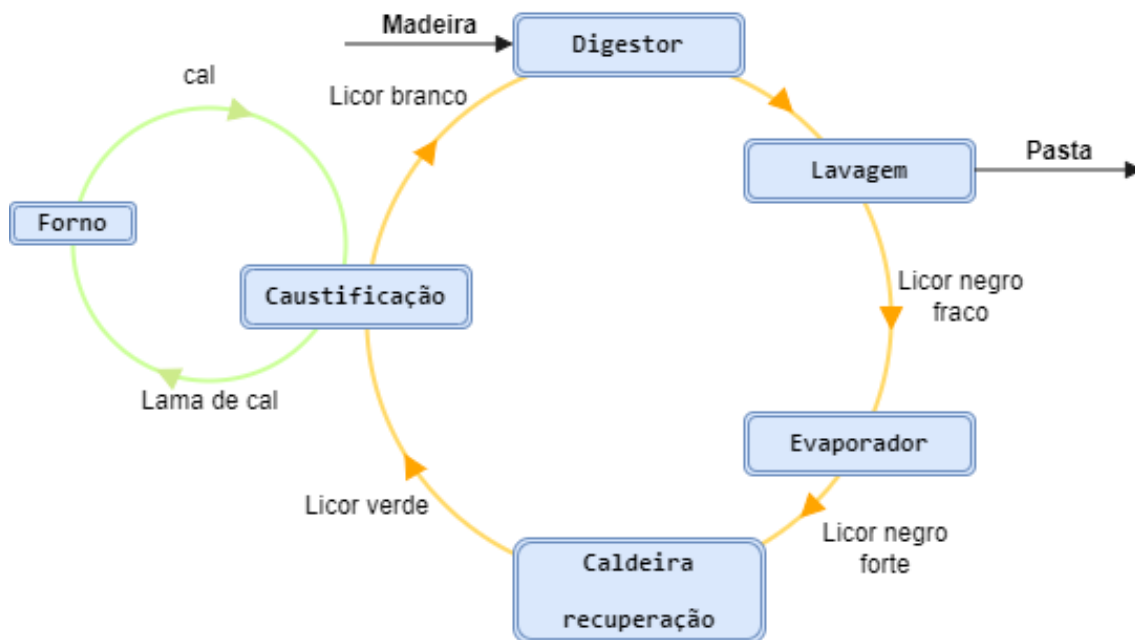 Madeira
Digestor
cal
Licor branco
Lavagem
Pasta
Forno
Caustificação
Licor negro
fraco
Lama de cal
Evaporador
Licor verde
Licor negro
forte
Caldeira
recuperação